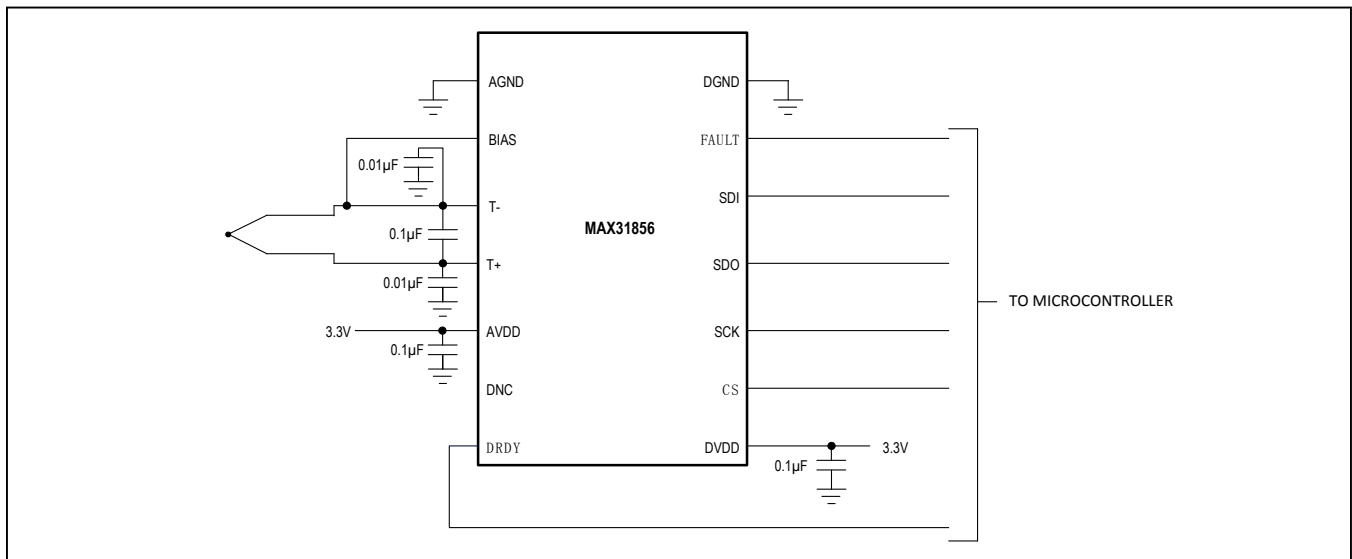 AGND
DGND
BIAS
FAULT
0.01µF
SDI
T-
MAX31856
0.1µF
T+
SDO
0.01µF
TO MICROCONTROLLER
3.3V
AVDD
SCK
0.1µF
DNC
CS
DRDY
DVDD
3.3V
0.1µF